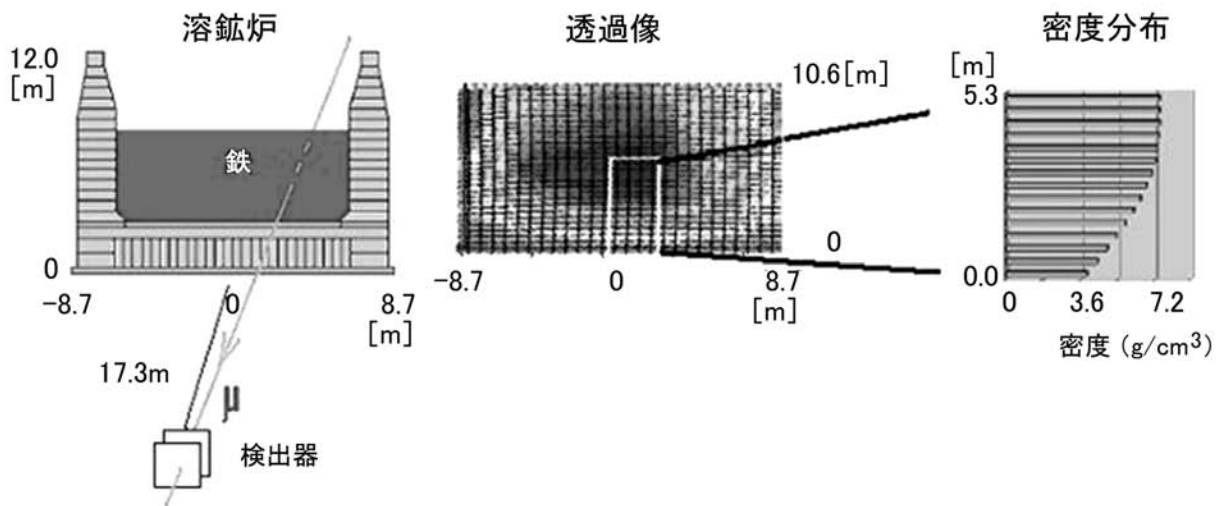 溶鉱炉
12.0
[m]
鉄
0
-8.7
0
8.7
[m]
17.3m
μ
検出器
透過像
10.6[m]
0
-8.7
0
8.7
[m]
密度分布
[m]
5.3
0.0
0
3.6
7.2
密度 (g/cm³)